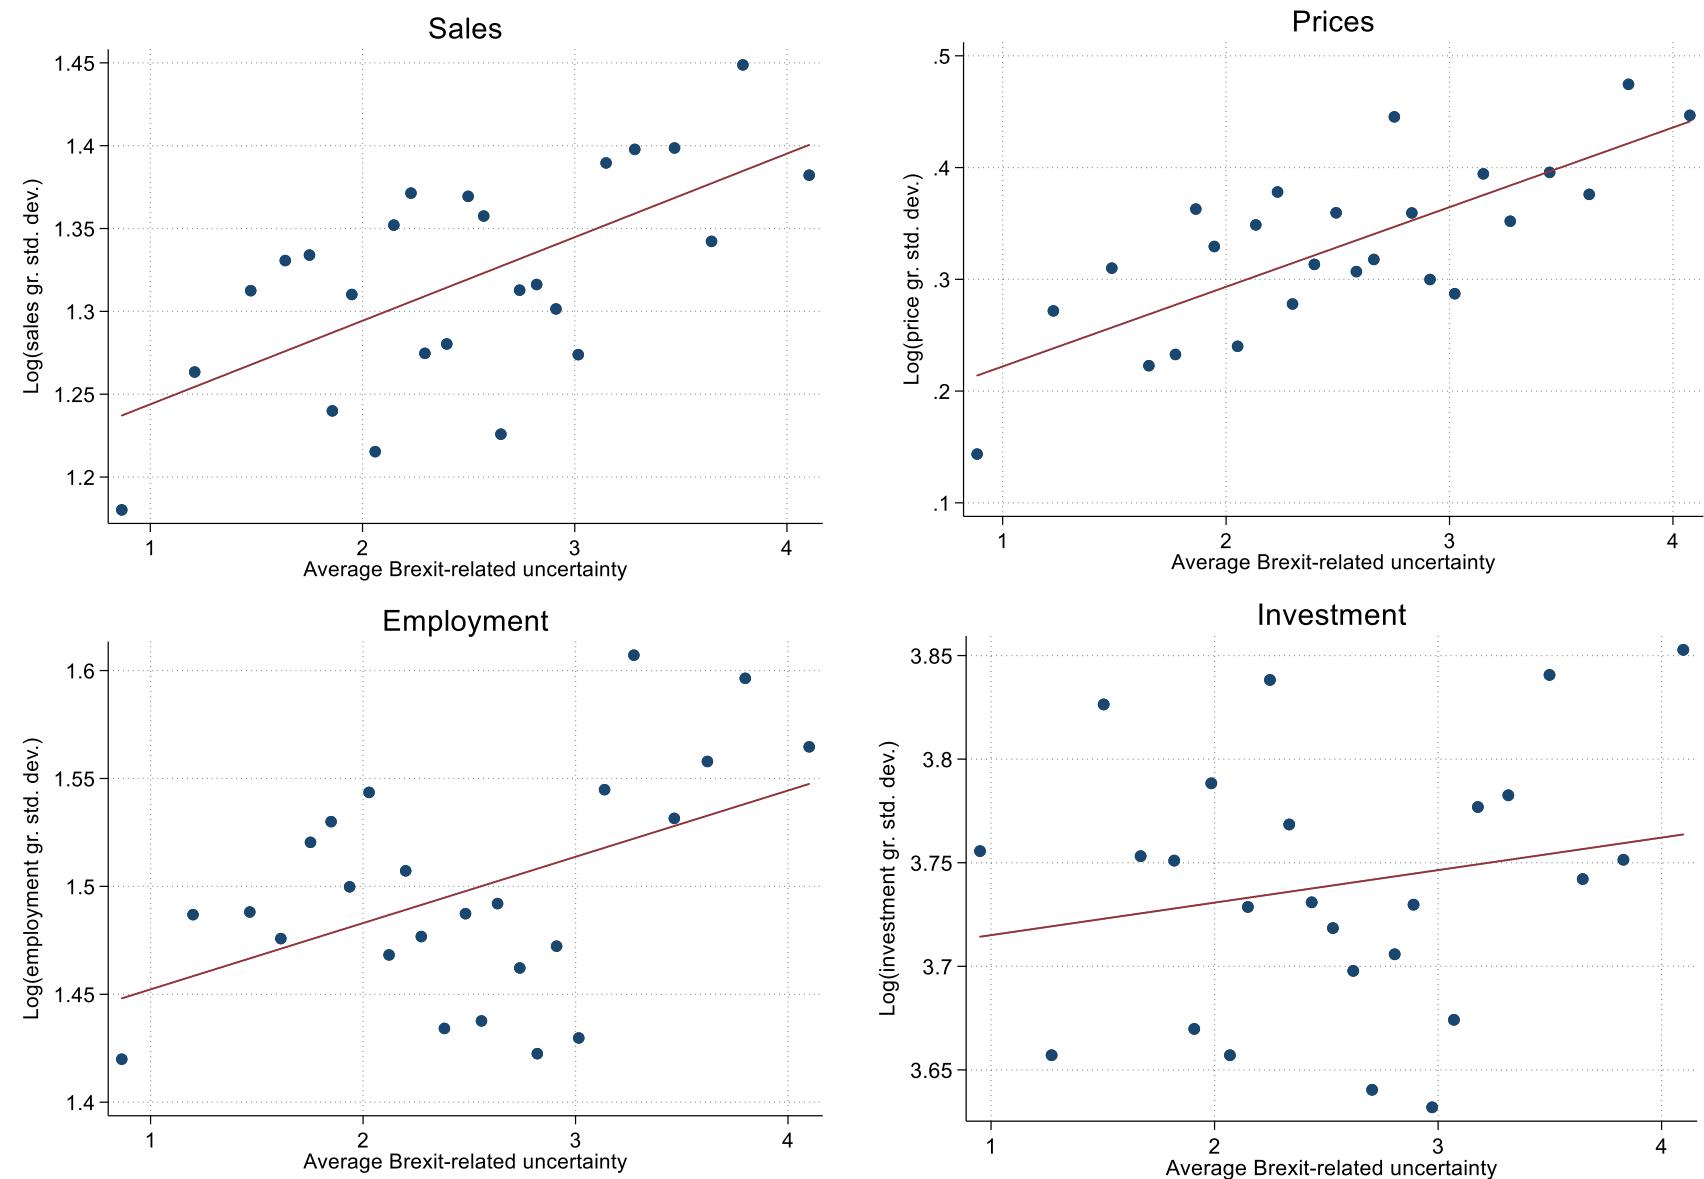 Sales
Log(sales gr. std. dev.)
1.45
1.4
1.35
1.3
1.25
1.2
1 2 3 4
Average Brexit-related uncertainty
Prices
Log(price gr. std. dev.)
.5
.4
.3
.2
.1
1 2 3 4
Average Brexit-related uncertainty
Employment
Log(employment gr. std. dev.)
1.6
1.55
1.5
1.45
1.4
1 2 3 4
Average Brexit-related uncertainty
Investment
Log(investment gr. std. dev.)
3.85
3.8
3.75
3.7
3.65
1 2 3 4
Average Brexit-related uncertainty